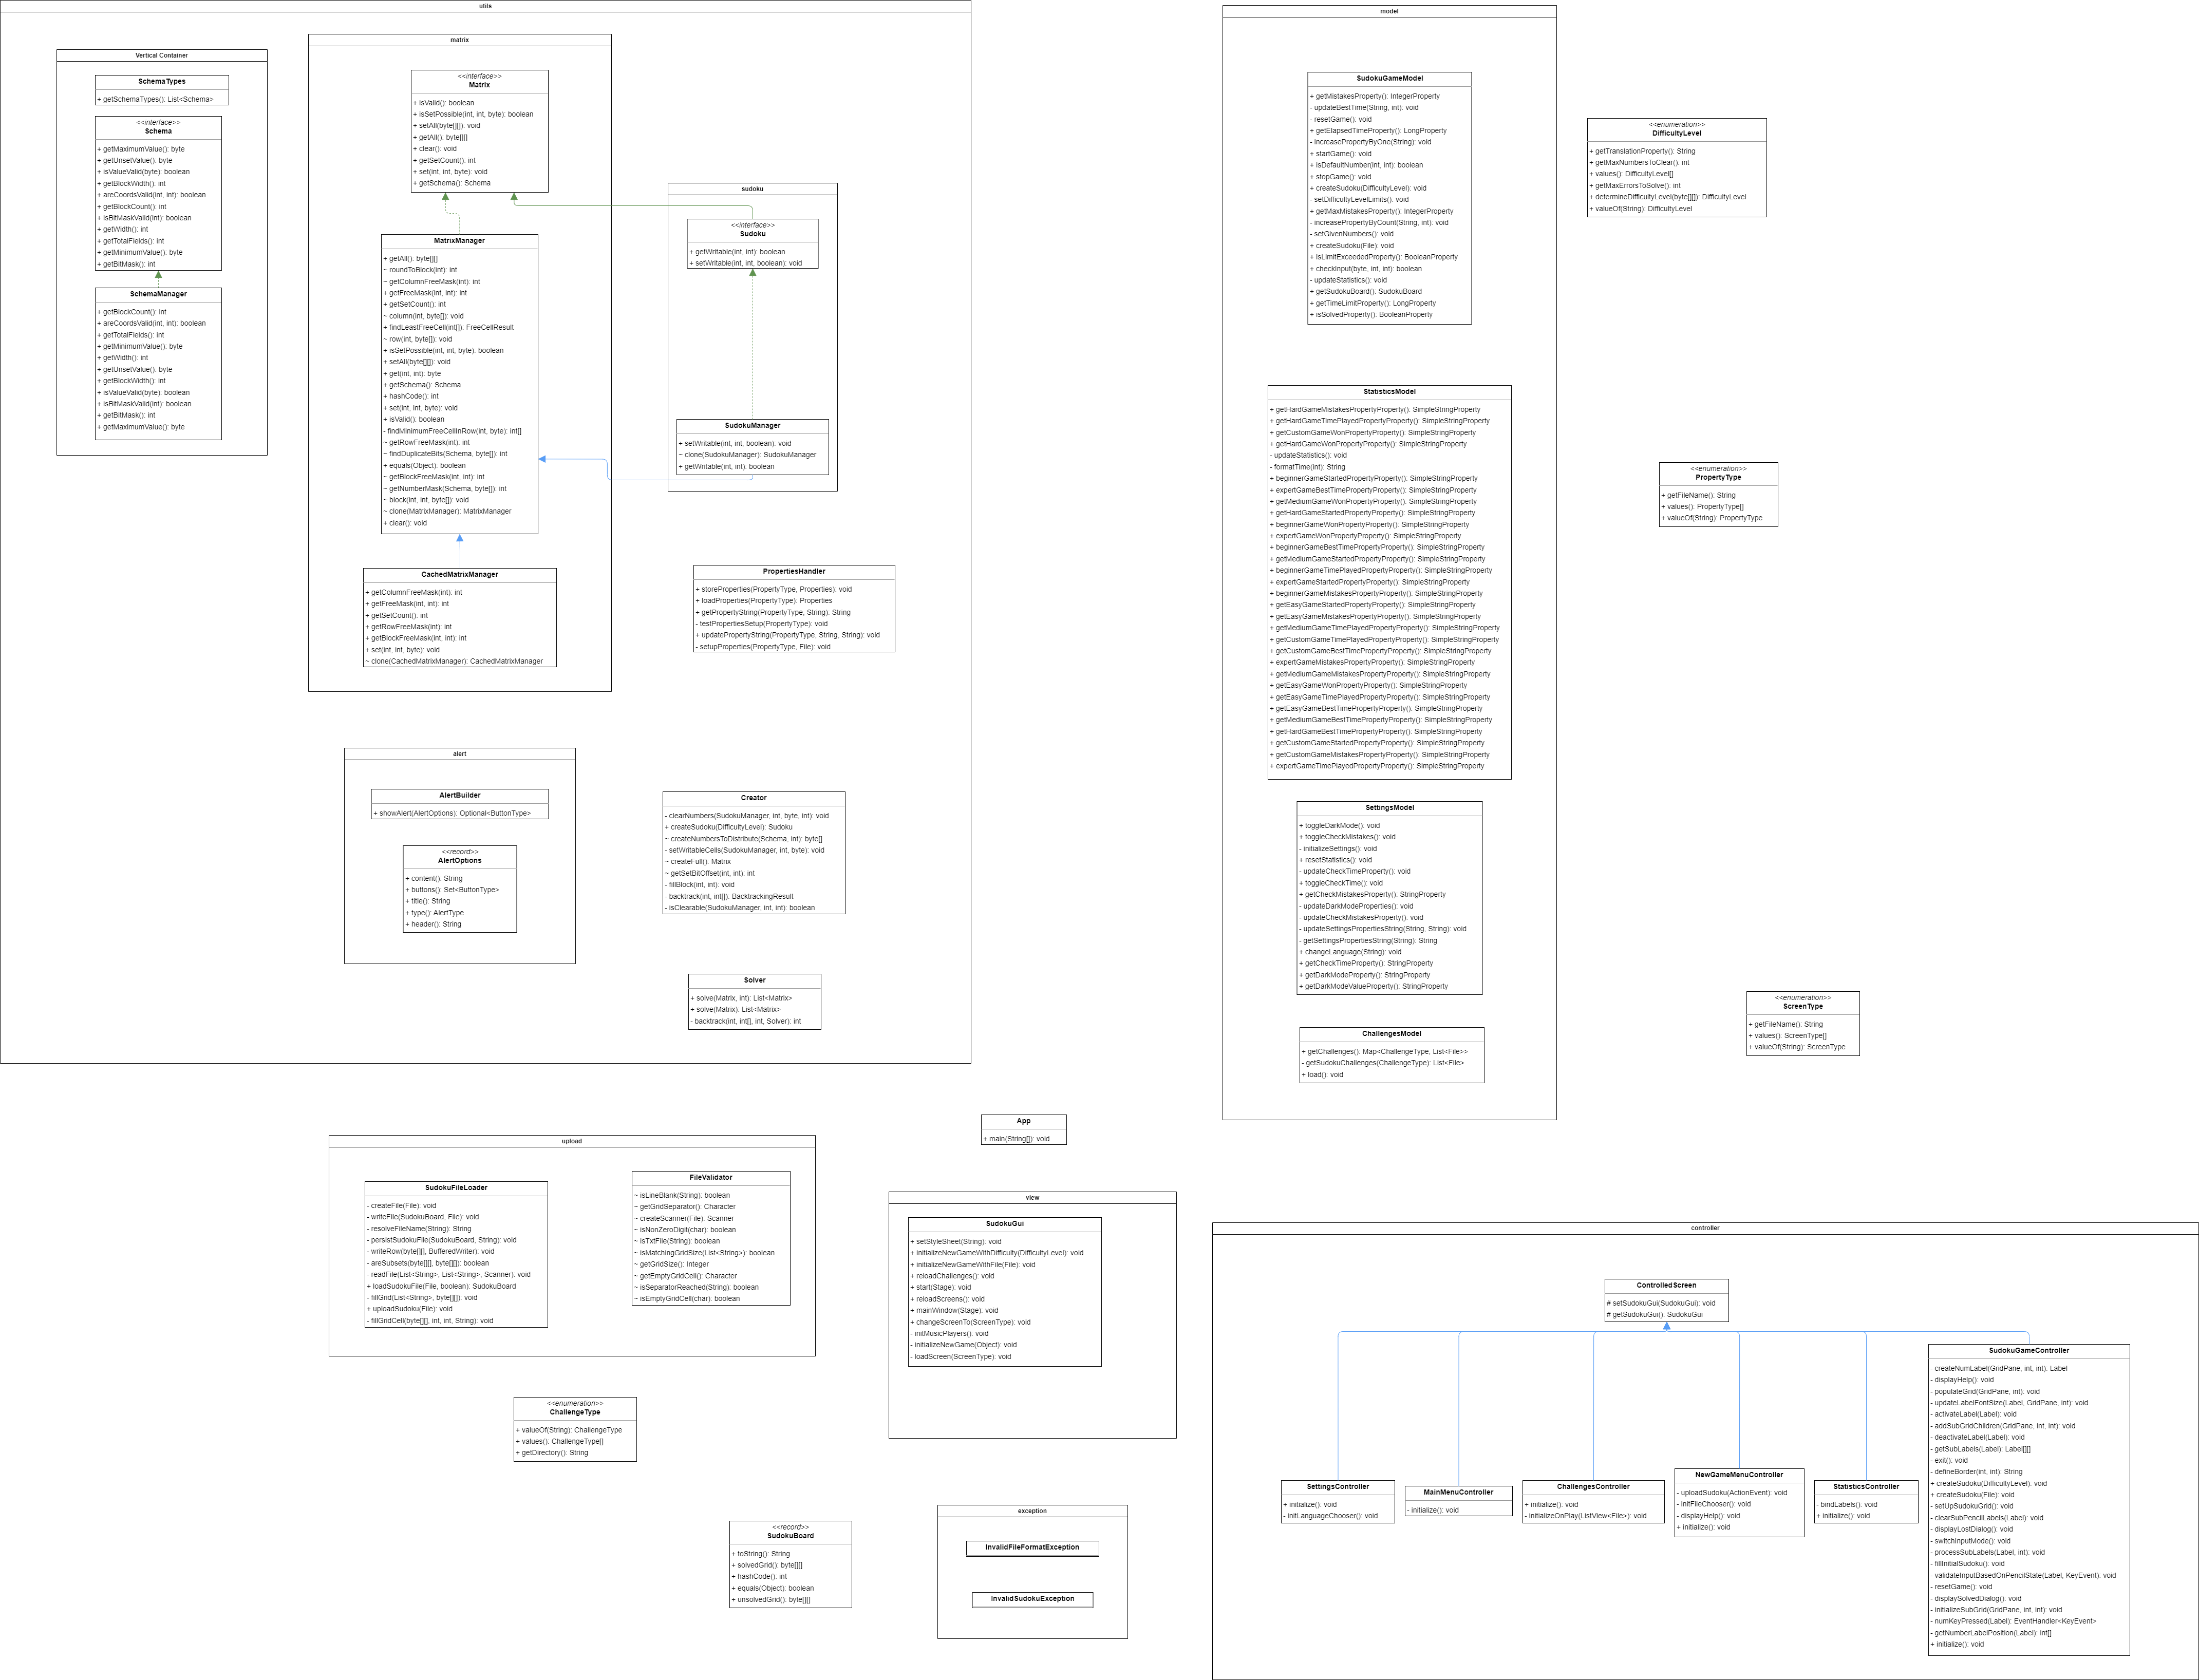 utils
Vertical Container
SchemaTypes
+ getSchemaTypes(): List<Schema>
<<interface>>
Schema
+ getMaximumValue(): byte
+ getUnsetValue(): byte
+ isValueValid(byte): boolean
+ getBlockWidth(): int
+ areCoordsValid(int, int): boolean
+ getBlockCount(): int
+ isBitMaskValid(int): boolean
+ getWidth(): int
+ getTotalFields(): int
+ getMinimumValue(): byte
+ getBitMask(): int
SchemaManager
+ getBlockCount(): int
+ areCoordsValid(int, int): boolean
+ getTotalFields(): int
+ getMinimumValue(): byte
+ getWidth(): int
+ getUnsetValue(): byte
+ getBlockWidth(): int
+ isValueValid(byte): boolean
+ isBitMaskValid(int): boolean
+ getBitMask(): int
+ getMaximumValue(): byte
matrix
<<interface>>
Matrix
+ isValid(): boolean
+ isSetPossible(int, int, byte): boolean
+ setAll(byte[][]): void
+ getAll(): byte[][]
+ clear(): void
+ getSetCount(): int
+ set(int, int, byte): void
+ getSchema(): Schema
MatrixManager
+ getAll(): byte[][]
~ roundToBlock(int): int
~ getColumnFreeMask(int): int
+ getFreeMask(int, int): int
+ getSetCount(): int
~ column(int, byte[]): void
+ findLeastFreeCell(int[]): FreeCellResult
~ row(int, byte[]): void
+ isSetPossible(int, int, byte): boolean
+ setAll(byte[][]): void
+ get(int, int): byte
+ getSchema(): Schema
+ hashCode(): int
+ set(int, int, byte): void
+ isValid(): boolean
- findMinimumFreeCellInRow(int, byte): int[]
~ getRowFreeMask(int): int
~ findDuplicateBits(Schema, byte[]): int
+ equals(Object): boolean
~ getBlockFreeMask(int, int): int
~ getNumberMask(Schema, byte[]): int
~ block(int, int, byte[]): void
~ clone(MatrixManager): MatrixManager
+ clear(): void
CachedMatrixManager
+ getColumnFreeMask(int): int
+ getFreeMask(int, int): int
+ getSetCount(): int
+ getRowFreeMask(int): int
+ getBlockFreeMask(int, int): int
+ set(int, int, byte): void
~ clone(CachedMatrixManager): CachedMatrixManager
sudoku
<<interface>>
Sudoku
+ getWritable(int, int): boolean
+ setWritable(int, int, boolean): void
SudokuManager
+ setWritable(int, int, boolean): void
~ clone(SudokuManager): SudokuManager
+ getWritable(int, int): boolean
PropertiesHandler
+ storeProperties(PropertyType, Properties): void
+ loadProperties(PropertyType): Properties
+ getPropertyString(PropertyType, String): String
- testPropertiesSetup(PropertyType): void
+ updatePropertyString(PropertyType, String, String): void
- setupProperties(PropertyType, File): void
alert
AlertBuilder
+ showAlert(AlertOptions): Optional<ButtonType>
<<record>>
AlertOptions
+ content(): String
+ buttons(): Set<ButtonType>
+ title(): String
+ type(): AlertType
+ header(): String
Creator
- clearNumbers(SudokuManager, int, byte, int): void
+ createSudoku(DifficultyLevel): Sudoku
~ createNumbersToDistribute(Schema, int): byte[]
- setWritableCells(SudokuManager, int, byte): void
~ createFull(): Matrix
~ getSetBitOffset(int, int): int
- fillBlock(int, int): void
- backtrack(int, int[]): BacktrackingResult
- isClearable(SudokuManager, int, int): boolean
Solver
+ solve(Matrix, int): List<Matrix>
+ solve(Matrix): List<Matrix>
- backtrack(int, int[], int, Solver): int
model
SudokuGameModel
+ getMistakesProperty(): IntegerProperty
- updateBestTime(String, int): void
- resetGame(): void
+ getElapsedTimeProperty(): LongProperty
- increasePropertyByOne(String): void
+ startGame(): void
+ isDefaultNumber(int, int): boolean
+ stopGame(): void
+ createSudoku(DifficultyLevel): void
- setDifficultyLevelLimits(): void
+ getMaxMistakesProperty(): IntegerProperty
- increasePropertyByCount(String, int): void
- setGivenNumbers(): void
+ createSudoku(File): void
+ isLimitExceededProperty(): BooleanProperty
+ checkInput(byte, int, int): boolean
- updateStatistics(): void
+ getSudokuBoard(): SudokuBoard
+ getTimeLimitProperty(): LongProperty
+ isSolvedProperty(): BooleanProperty
StatisticsModel
+ getHardGameMistakesPropertyProperty(): SimpleStringProperty
+ getHardGameTimePlayedPropertyProperty(): SimpleStringProperty
+ getCustomGameWonPropertyProperty(): SimpleStringProperty
+ getHardGameWonPropertyProperty(): SimpleStringProperty
- updateStatistics(): void
- formatTime(int): String
+ beginnerGameStartedPropertyProperty(): SimpleStringProperty
+ expertGameBestTimePropertyProperty(): SimpleStringProperty
+ getMediumGameWonPropertyProperty(): SimpleStringProperty
+ getHardGameStartedPropertyProperty(): SimpleStringProperty
+ beginnerGameWonPropertyProperty(): SimpleStringProperty
+ expertGameWonPropertyProperty(): SimpleStringProperty
+ beginnerGameBestTimePropertyProperty(): SimpleStringProperty
+ getMediumGameStartedPropertyProperty(): SimpleStringProperty
+ beginnerGameTimePlayedPropertyProperty(): SimpleStringProperty
+ expertGameStartedPropertyProperty(): SimpleStringProperty
+ beginnerGameMistakesPropertyProperty(): SimpleStringProperty
+ getEasyGameStartedPropertyProperty(): SimpleStringProperty
+ getEasyGameMistakesPropertyProperty(): SimpleStringProperty
+ getMediumGameTimePlayedPropertyProperty(): SimpleStringProperty
+ getCustomGameTimePlayedPropertyProperty(): SimpleStringProperty
+ getCustomGameBestTimePropertyProperty(): SimpleStringProperty
+ expertGameMistakesPropertyProperty(): SimpleStringProperty
+ getMediumGameMistakesPropertyProperty(): SimpleStringProperty
+ getEasyGameWonPropertyProperty(): SimpleStringProperty
+ getEasyGameTimePlayedPropertyProperty(): SimpleStringProperty
+ getEasyGameBestTimePropertyProperty(): SimpleStringProperty
+ getMediumGameBestTimePropertyProperty(): SimpleStringProperty
+ getHardGameBestTimePropertyProperty(): SimpleStringProperty
+ getCustomGameStartedPropertyProperty(): SimpleStringProperty
+ getCustomGameMistakesPropertyProperty(): SimpleStringProperty
+ expertGameTimePlayedPropertyProperty(): SimpleStringProperty
SettingsModel
+ toggleDarkMode(): void
+ toggleCheckMistakes(): void
- initializeSettings(): void
+ resetStatistics(): void
- updateCheckTimeProperty(): void
+ toggleCheckTime(): void
+ getCheckMistakesProperty(): StringProperty
- updateDarkModeProperties(): void
- updateCheckMistakesProperty(): void
- updateSettingsPropertiesString(String, String): void
- getSettingsPropertiesString(String): String
+ changeLanguage(String): void
+ getCheckTimeProperty(): StringProperty
+ getDarkModeProperty(): StringProperty
+ getDarkModeValueProperty(): StringProperty
ChallengesModel
+ getChallenges(): Map<ChallengeType, List<File>>
- getSudokuChallenges(ChallengeType): List<File>
+ load(): void
<<enumeration>>
DifficultyLevel
+ getTranslationProperty(): String
+ getMaxNumbersToClear(): int
+ values(): DifficultyLevel[]
+ getMaxErrorsToSolve(): int
+ determineDifficultyLevel(byte[][]): DifficultyLevel
+ valueOf(String): DifficultyLevel
<<enumeration>>
PropertyType
+ getFileName(): String
+ values(): PropertyType[]
+ valueOf(String): PropertyType
<<enumeration>>
ScreenType
+ getFileName(): String
+ values(): ScreenType[]
+ valueOf(String): ScreenType
App
+ main(String[]): void
upload
SudokuFileLoader
- createFile(File): void
- writeFile(SudokuBoard, File): void
- resolveFileName(String): String
- persistSudokuFile(SudokuBoard, String): void
- writeRow(byte[][], BufferedWriter): void
- areSubsets(byte[][], byte[][]): boolean
- readFile(List<String>, List<String>, Scanner): void
+ loadSudokuFile(File, boolean): SudokuBoard
- fillGrid(List<String>, byte[][]): void
+ uploadSudoku(File): void
- fillGridCell(byte[][], int, int, String): void
FileValidator
~ isLineBlank(String): boolean
~ getGridSeparator(): Character
~ createScanner(File): Scanner
~ isNonZeroDigit(char): boolean
~ isTxtFile(String): boolean
~ isMatchingGridSize(List<String>): boolean
~ getGridSize(): Integer
~ getEmptyGridCell(): Character
~ isSeparatorReached(String): boolean
~ isEmptyGridCell(char): boolean
view
SudokuGui
+ setStyleSheet(String): void
+ initializeNewGameWithDifficulty(DifficultyLevel): void
+ initializeNewGameWithFile(File): void
+ reloadChallenges(): void
+ start(Stage): void
+ reloadScreens(): void
+ mainWindow(Stage): void
+ changeScreenTo(ScreenType): void
- initMusicPlayers(): void
- initializeNewGame(Object): void
- loadScreen(ScreenType): void
<<enumeration>>
ChallengeType
+ valueOf(String): ChallengeType
+ values(): ChallengeType[]
+ getDirectory(): String
<<record>>
SudokuBoard
+ toString(): String
+ solvedGrid(): byte[][]
+ hashCode(): int
+ equals(Object): boolean
+ unsolvedGrid(): byte[][]
exception
InvalidFileFormatException
InvalidSudokuException
controller
ControlledScreen
# setSudokuGui(SudokuGui): void
# getSudokuGui(): SudokuGui
SettingsController
+ initialize(): void
- initLanguageChooser(): void
MainMenuController
- initialize(): void
ChallengesController
+ initialize(): void
- initializeOnPlay(ListView<File>): void
NewGameMenuController
- uploadSudoku(ActionEvent): void
- initFileChooser(): void
- displayHelp(): void
+ initialize(): void
StatisticsController
- bindLabels(): void
+ initialize(): void
SudokuGameController
- createNumLabel(GridPane, int, int): Label
- displayHelp(): void
- populateGrid(GridPane, int): void
- updateLabelFontSize(Label, GridPane, int): void
- activateLabel(Label): void
- addSubGridChildren(GridPane, int, int): void
- deactivateLabel(Label): void
- getSubLabels(Label): Label[][]
- exit(): void
- defineBorder(int, int): String
+ createSudoku(DifficultyLevel): void
+ createSudoku(File): void
- setUpSudokuGrid(): void
- clearSubPencilLabels(Label): void
- displayLostDialog(): void
- switchInputMode(): void
- processSubLabels(Label, int): void
- fillInitialSudoku(): void
- validateInputBasedOnPencilState(Label, KeyEvent): void
- resetGame(): void
- displaySolvedDialog(): void
- initializeSubGrid(GridPane, int, int): void
- numKeyPressed(Label): EventHandler<KeyEvent>
- getNumberLabelPosition(Label): int[]
+ initialize(): void